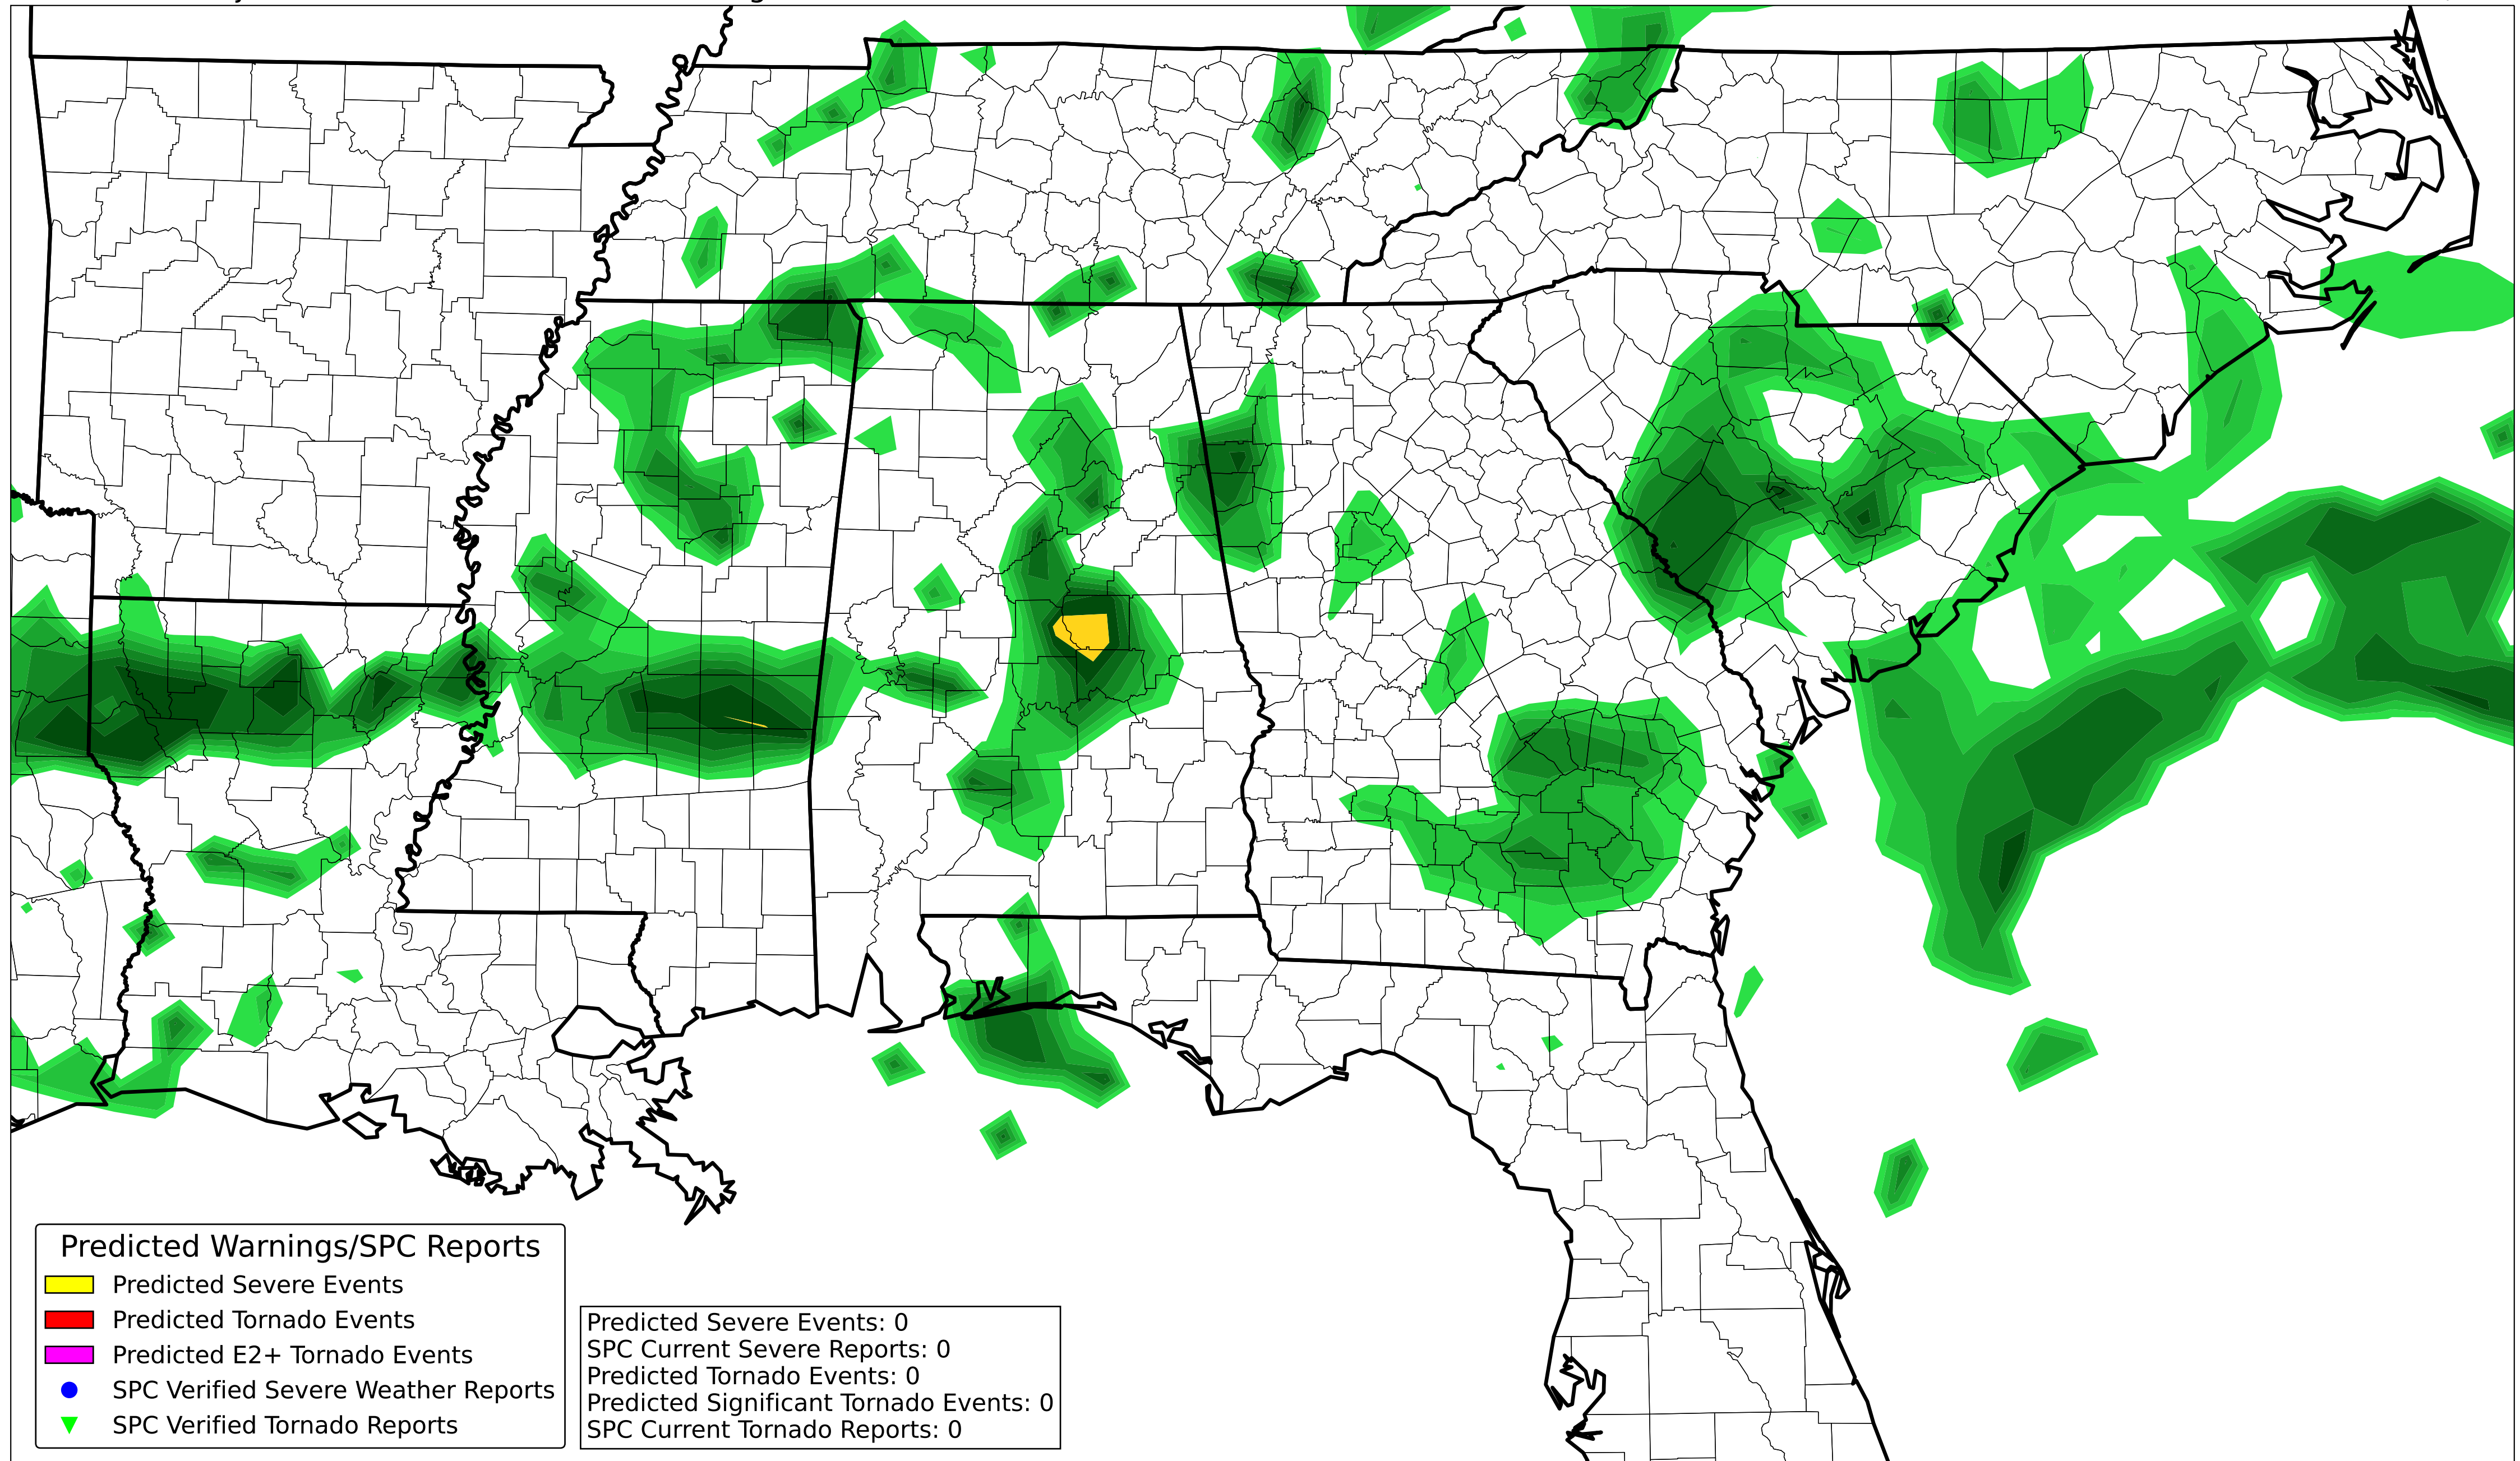 Predicted Warnings/SPC Reports
Predicted Severe Events
Predicted Tornado Events
Predicted E2+ Tornado Events
SPC Verified Severe Weather Reports
SPC Verified Tornado Reports
Predicted Severe Events: 0
SPC Current Severe Reports: 0
Predicted Tornado Events: 0
Predicted Significant Tornado Events: 0
SPC Current Tornado Reports: 0